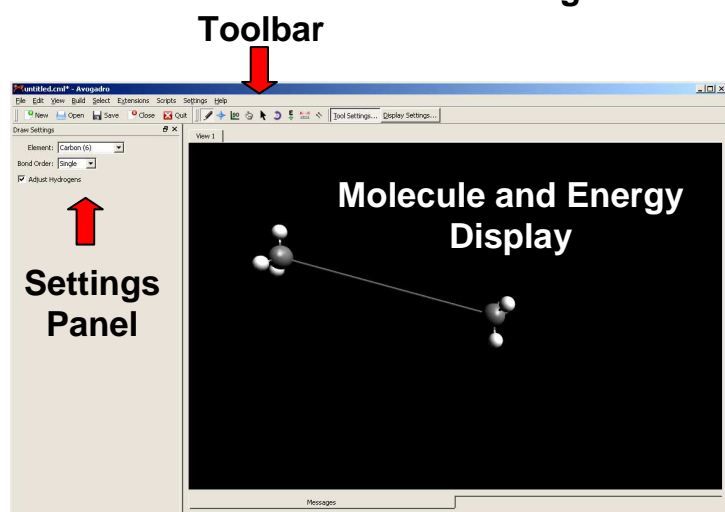 Toolbar
untitled.cml* - Avogadro
File Edit View Build Select Extensions Scripts Settings Help
New Open Save Close Quit Tool Settings... Display Settings...
Draw Settings
View 1
Element: Carbon (6)
Bond Order: Single
Adjust Hydrogens
Molecule and Energy
Display
Settings
Panel
Messages